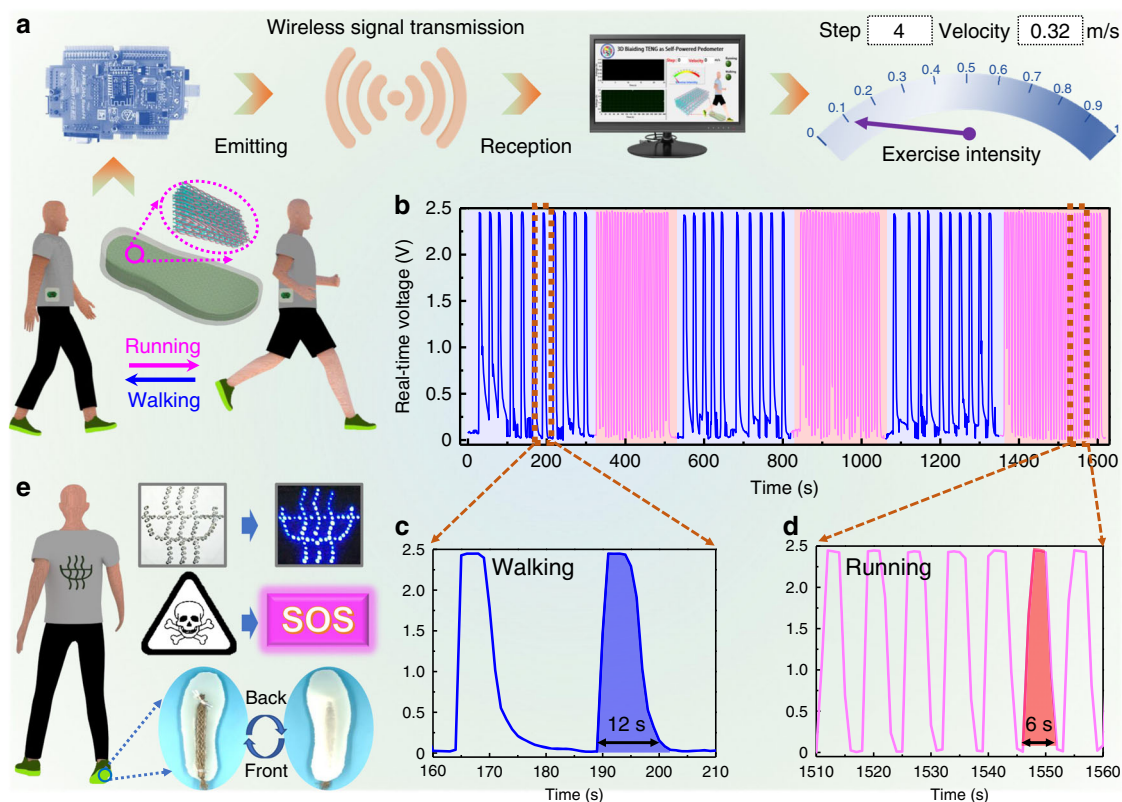 a
Wireless signal transmission
Emitting
Reception
3D Biaiding TENG as Self-Powered Pedometer
Step: 0 Velocity: 0
Step 4 Velocity 0.32 m/s
0 0.1 0.2 0.3 0.4 0.5 0.6 0.7 0.8 0.9 1
Exercise intensity
Running
Walking
b
Real-time voltage (V)
2.5
2.0
1.5
1.0
0.5
0
0 200 400 600 800 1000 1200 1400 1600
Time (s)
c
Walking
2.5
2.0
1.5
1.0
0.5
0
12 s
160 170 180 190 200 210
Time (s)
d
Running
2.5
2.0
1.5
1.0
0.5
0
6 s
1510 1520 1530 1540 1550 1560
Time (s)
e
SOS
Back
Front